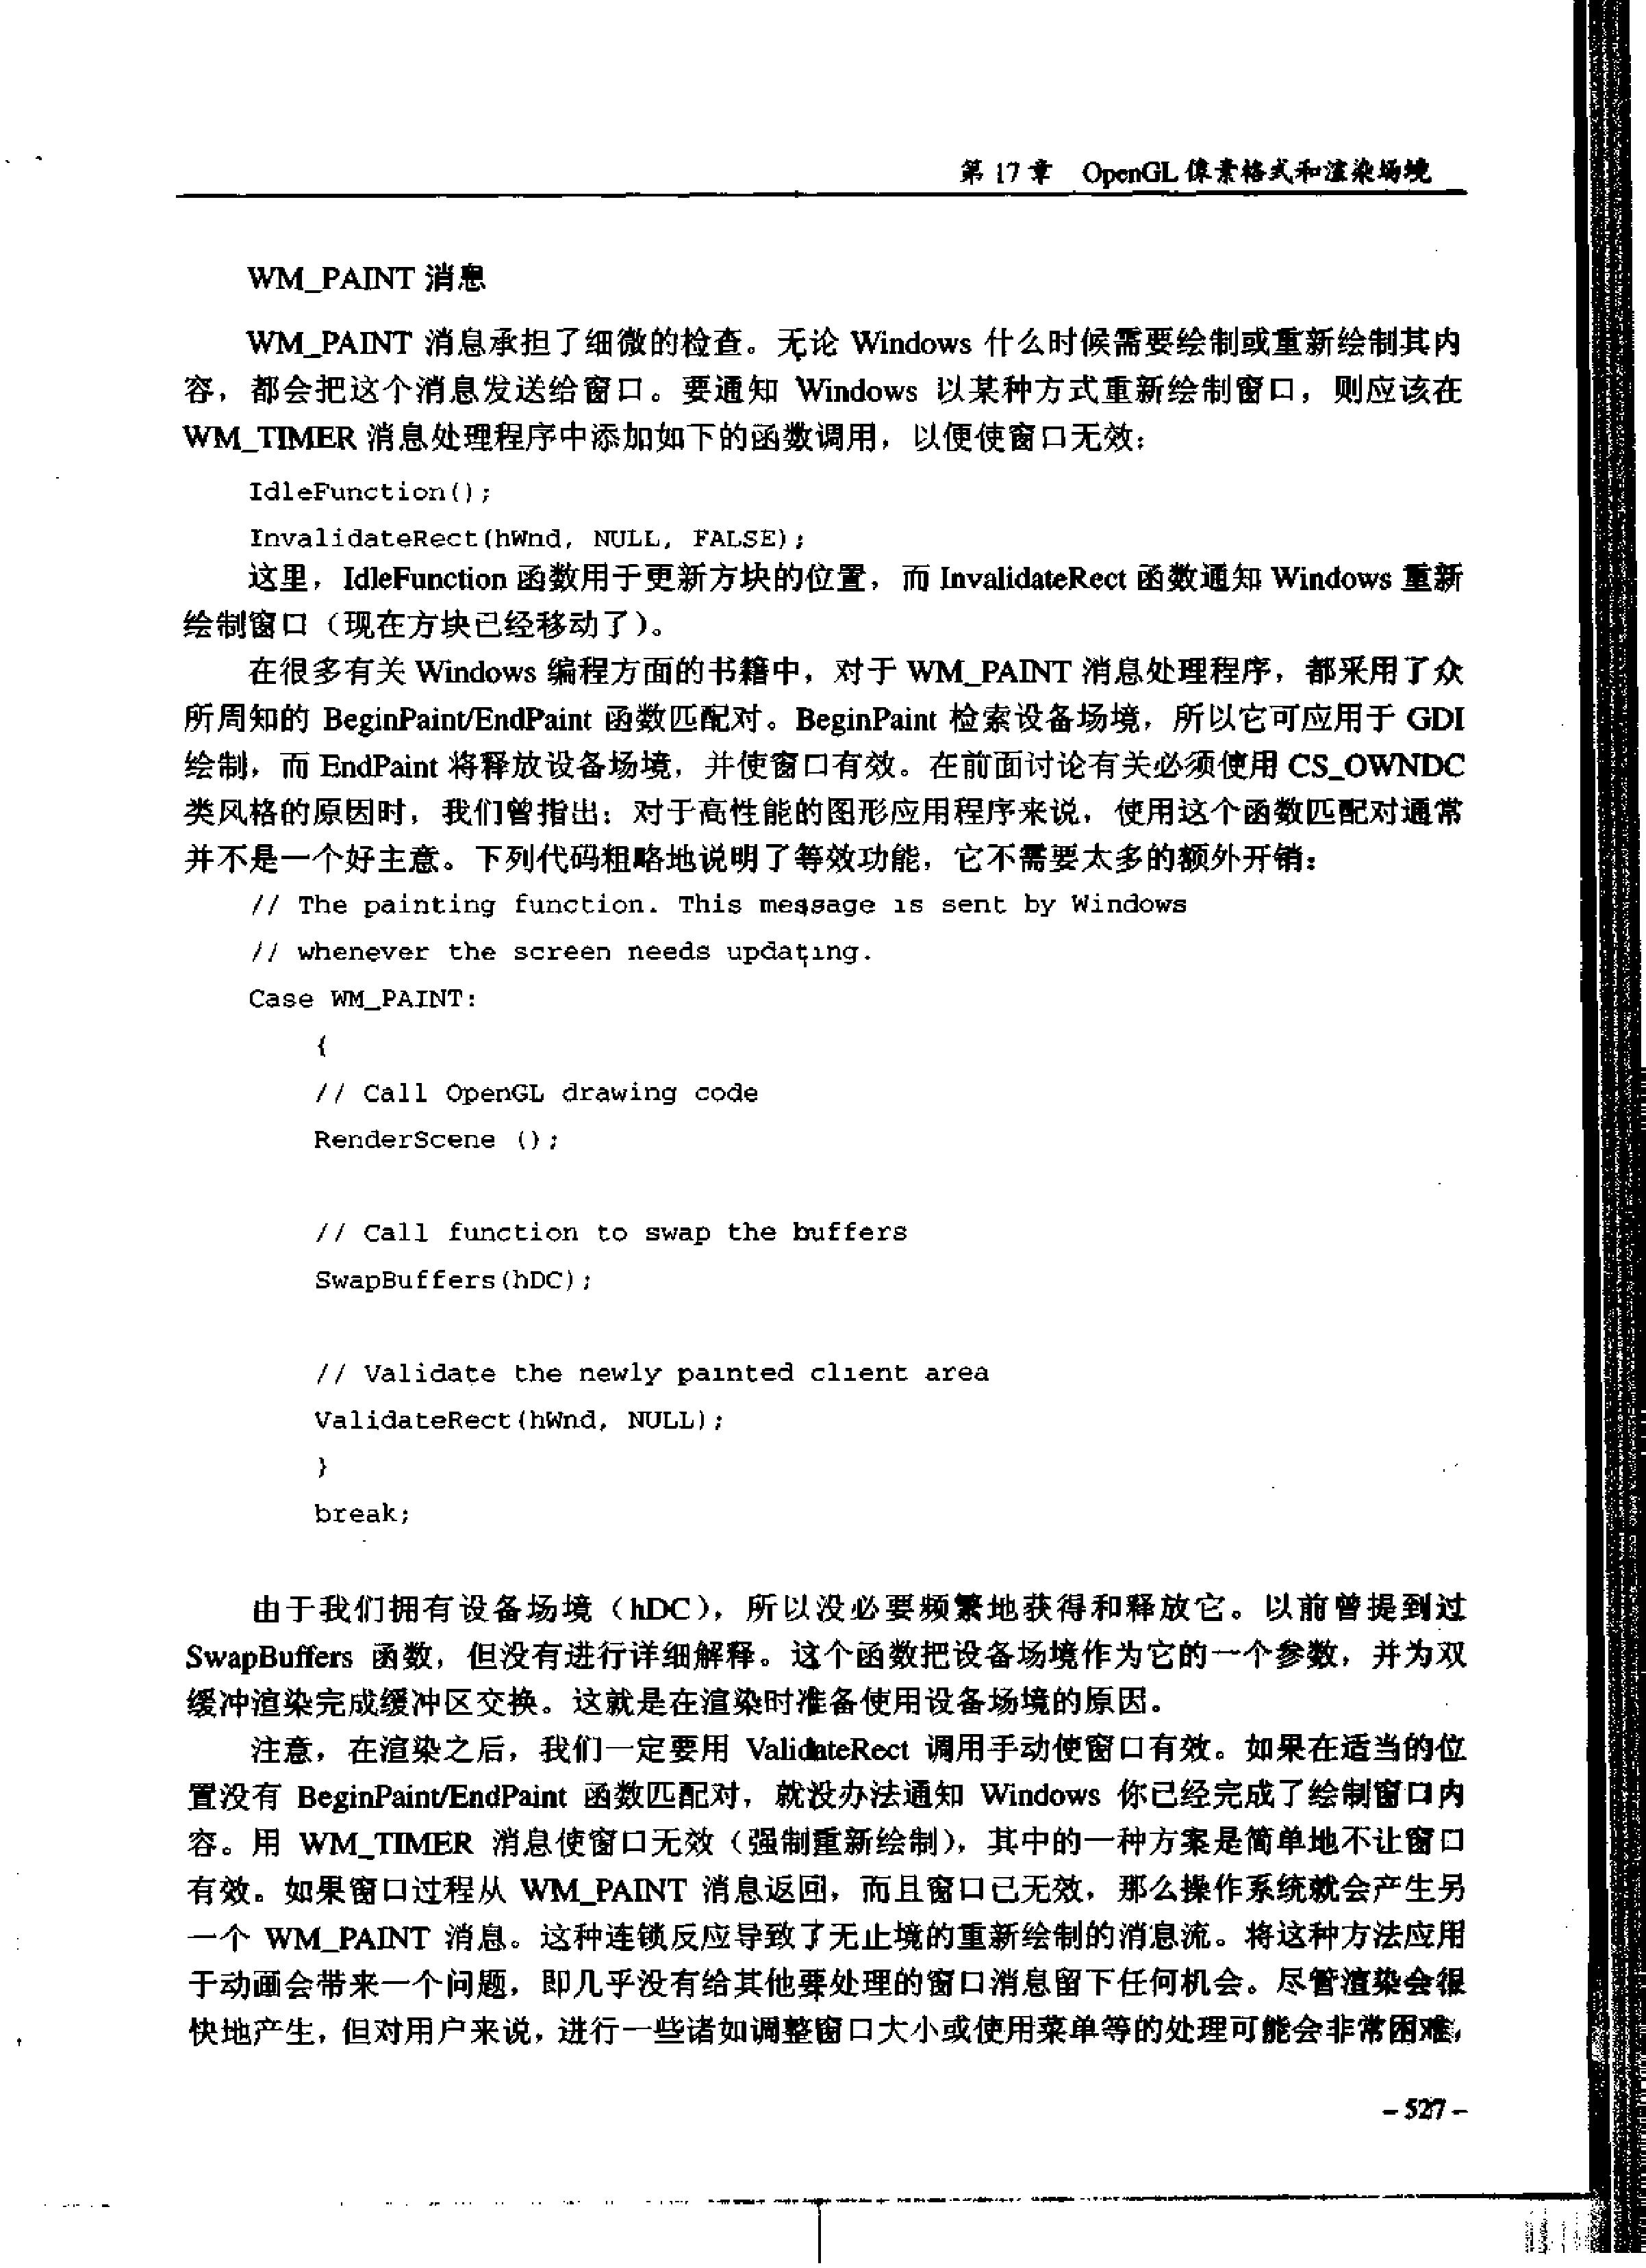 第 17 章 OpenGL 像素格式和渲染场境
WM_PAINT 消息
WM_PAINT 消息承担了细微的检查。无论 Windows 什么时候需要绘制或重新绘制其内
容，都会把这个消息发送给窗口。要通知 Windows 以某种方式重新绘制窗口，则应该在
WM_TIMER 消息处理程序中添加如下的函数调用，以便使窗口无效：
IdleFunction();
InvalidateRect(hWnd, NULL, FALSE);
这里，IdleFunction 函数用于更新方块的位置，而 InvalidateRect 函数通知 Windows 重新
绘制窗口（现在方块已经移动了）。
在很多有关 Windows 编程方面的书籍中，对于 WM_PAINT 消息处理程序，都采用了众
所周知的 BeginPaint/EndPaint 函数匹配对。BeginPaint 检索设备场境，所以它可应用于 GDI
绘制，而 EndPaint 将释放设备场境，并使窗口有效。在前面讨论有关必须使用 CS_OWNDC
类风格的原因时，我们曾指出：对于高性能的图形应用程序来说，使用这个函数匹配对通常
并不是一个好主意。下列代码粗略地说明了等效功能，它不需要太多的额外开销：
// The painting function. This message is sent by Windows
// whenever the screen needs updating.
Case WM_PAINT:
{
// Call OpenGL drawing code
RenderScene ();
// Call function to swap the buffers
SwapBuffers(hDC);
// Validate the newly painted client area
ValidateRect(hWnd, NULL);
}
break;
由于我们拥有设备场境（hDC），所以没必要频繁地获得和释放它。以前曾提到过
SwapBuffers 函数，但没有进行详细解释。这个函数把设备场境作为它的一个参数，并为双
缓冲渲染完成缓冲区交换。这就是在渲染时准备使用设备场境的原因。
注意，在渲染之后，我们一定要用 ValidateRect 调用手动使窗口有效。如果在适当的位
置没有 BeginPaint/EndPaint 函数匹配对，就没办法通知 Windows 你已经完成了绘制窗口内
容。用 WM_TIMER 消息使窗口无效（强制重新绘制），其中的一种方案是简单地不让窗口
有效。如果窗口过程从 WM_PAINT 消息返回，而且窗口已无效，那么操作系统就会产生另
一个 WM_PAINT 消息。这种连锁反应导致了无止境的重新绘制的消息流。将这种方法应用
于动画会带来一个问题，即几乎没有给其他要处理的窗口消息留下任何机会。尽管渲染会很
快地产生，但对用户来说，进行一些诸如调整窗口大小或使用菜单等的处理可能会非常困难，
- 527 -